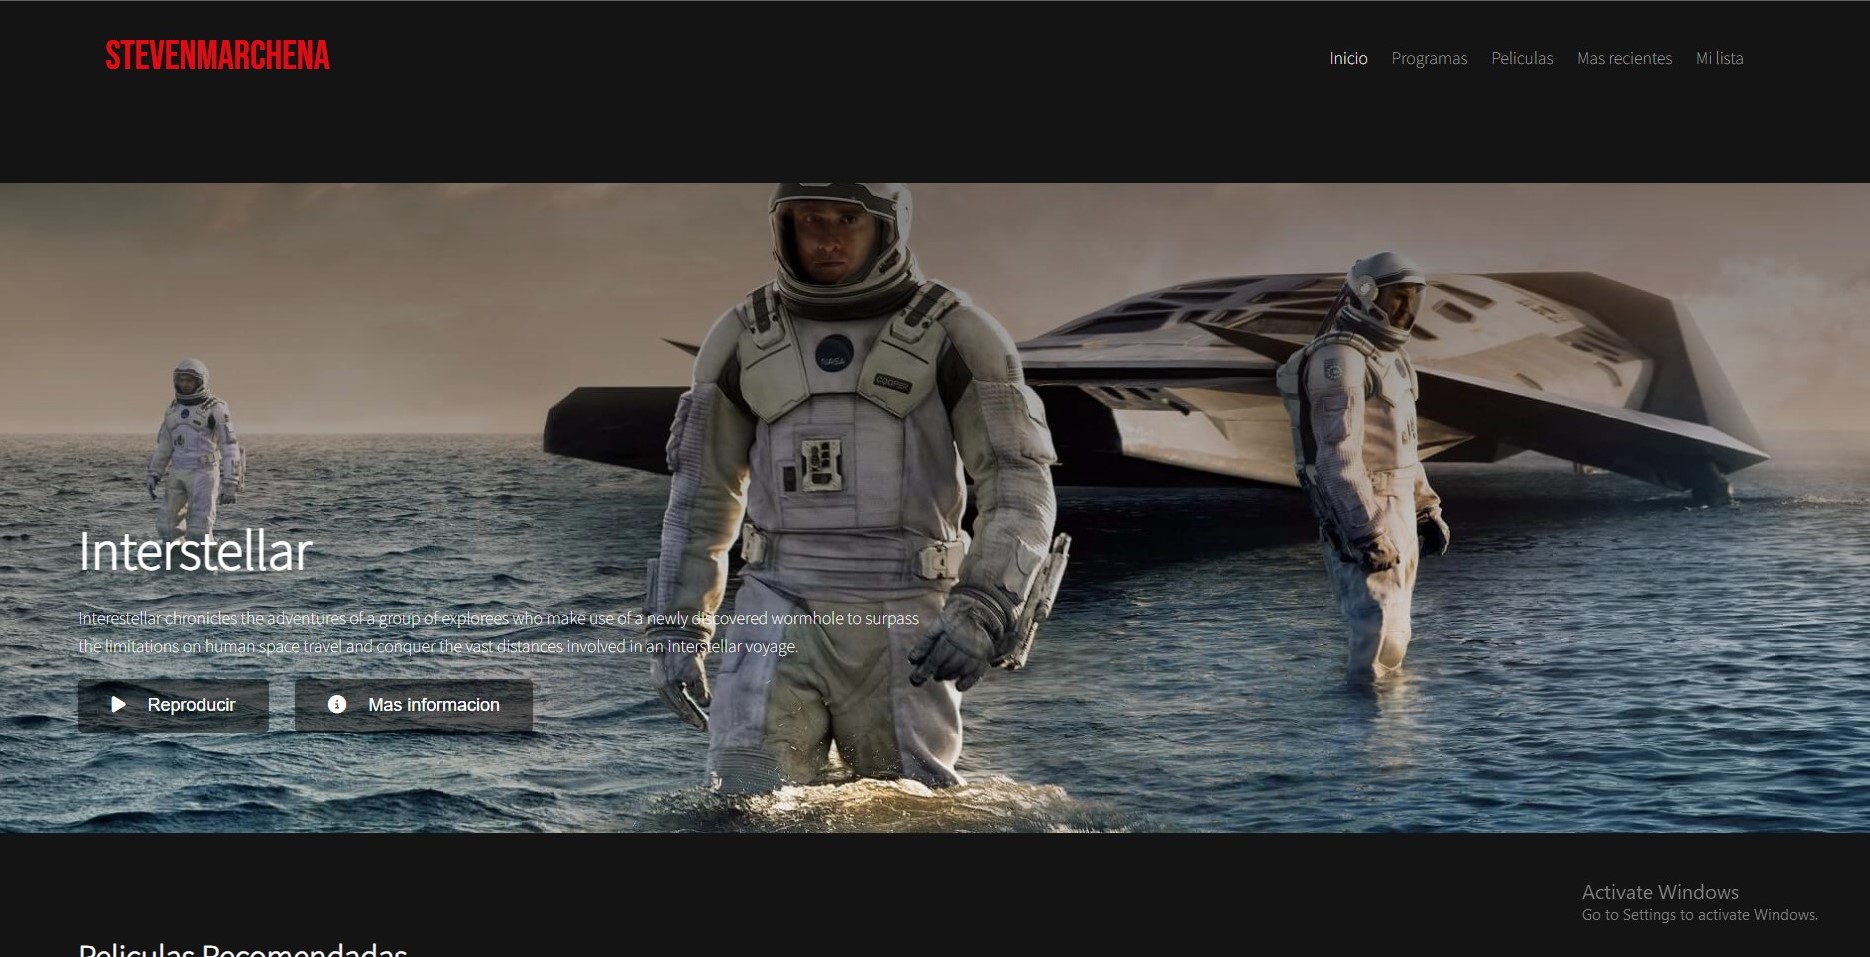 STEVENMARCHENA
Inicio Programas Peliculas Mas recientes Mi lista
NASA
COOPER
Interstellar
Interestellar chronicles the adventures of a group of explorees who make use of a newly discovered wormhole to surpass
the limitations on human space travel and conquer the vast distances involved in an interstellar voyage.
Reproducir Mas informacion
Activate Windows
Go to Settings to activate Windows.
Peliculas Recomendadas